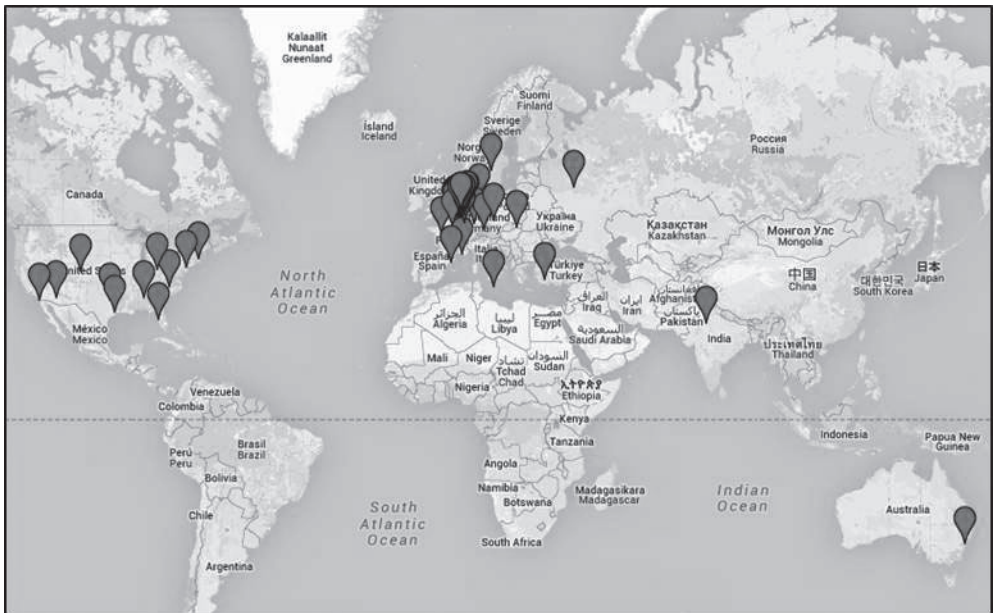 Kalaallit
Nunaat
Greenland
Suomi
Finland
Ísland
Iceland
Sverige
Sweden
Norg
Norwa
Россия
Russia
Canada
United
Kingdo
Україна
Ukraine
Қазақстан
Kazakhstan
Монгол Улс
Mongolia
España
Spain
Türkiye
Turkey
中国
China
대한민국
South Korea
日本
Japan
North
Atlantic
Ocean
México
Mexico
الجزائر
Algeria
ليبيا
Libya
مصر
Egypt
العراق
Iraq
ایران
Iran
Afghanistan
پاکستان
Pakistan
السعودية
Saudi Arabia
India
ประเทศไทย
Thailand
Mali
Niger
تشاد
Tchad
Chad
السودان
Sudan
Nigeria
ኢትዮጵያ
Ethiopia
Venezuela
Colombia
Kenya
Indonesia
Papua New
Guinea
Perú
Peru
Brasil
Brazil
Tanzania
Bolivia
Angola
Namibia
Botswana
Madagasikara
Madagascar
Indian
Ocean
Australia
Chile
South
Atlantic
Ocean
South Africa
Argentina